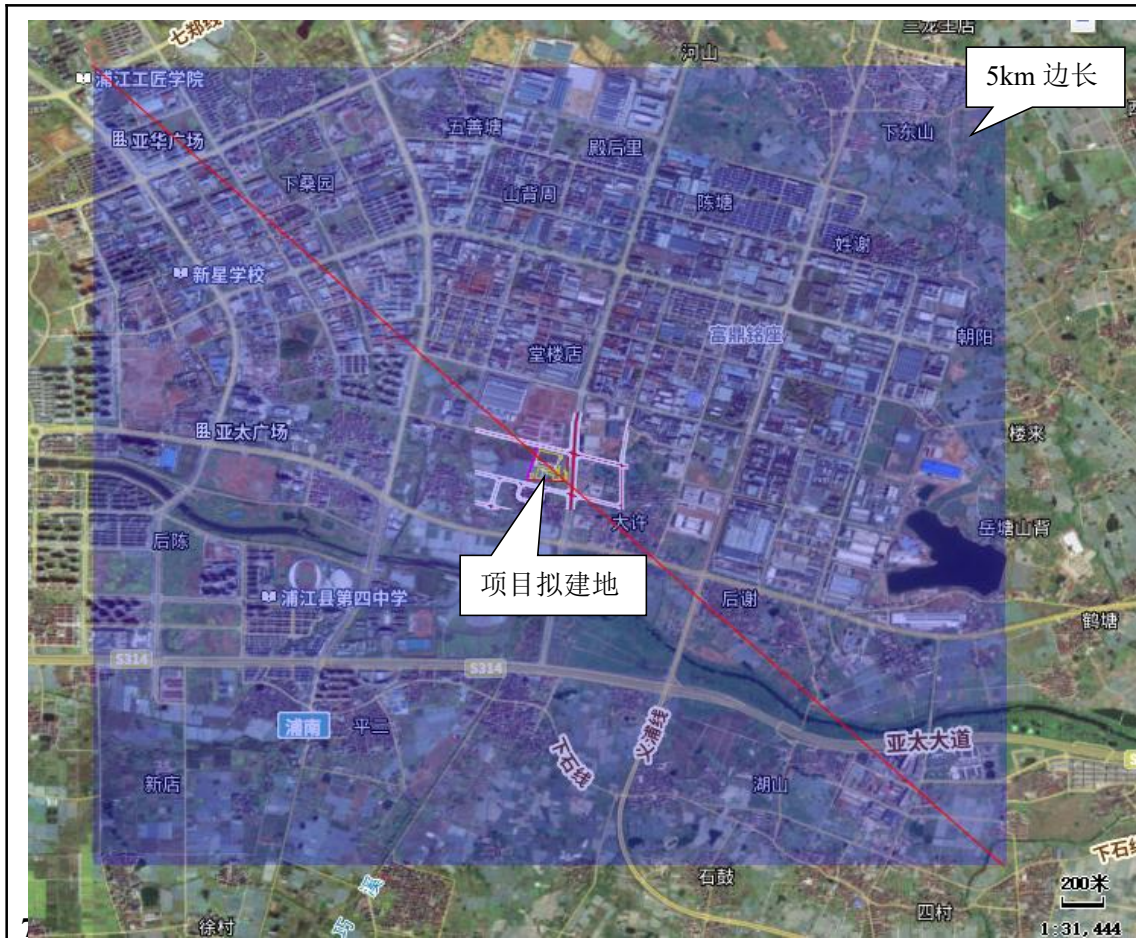 七郑线
河山
三龙王店
浦江工匠学院
5km 边长
亚华广场
五善塘
殿后里
下东山
下桑园
山背周
陈塘
姓谢
新星学校
富鼎铭座
朝阳
堂楼店
亚太广场
楼来
大许
岳塘山背
后陈
项目拟建地
浦江县第四中学
后谢
鹤塘
S314
S314
浦南
平二
义浦线
亚太大道
下石线
新店
湖山
下石线
石鼓
200米
四村
徐村
巧溪
1:31,444